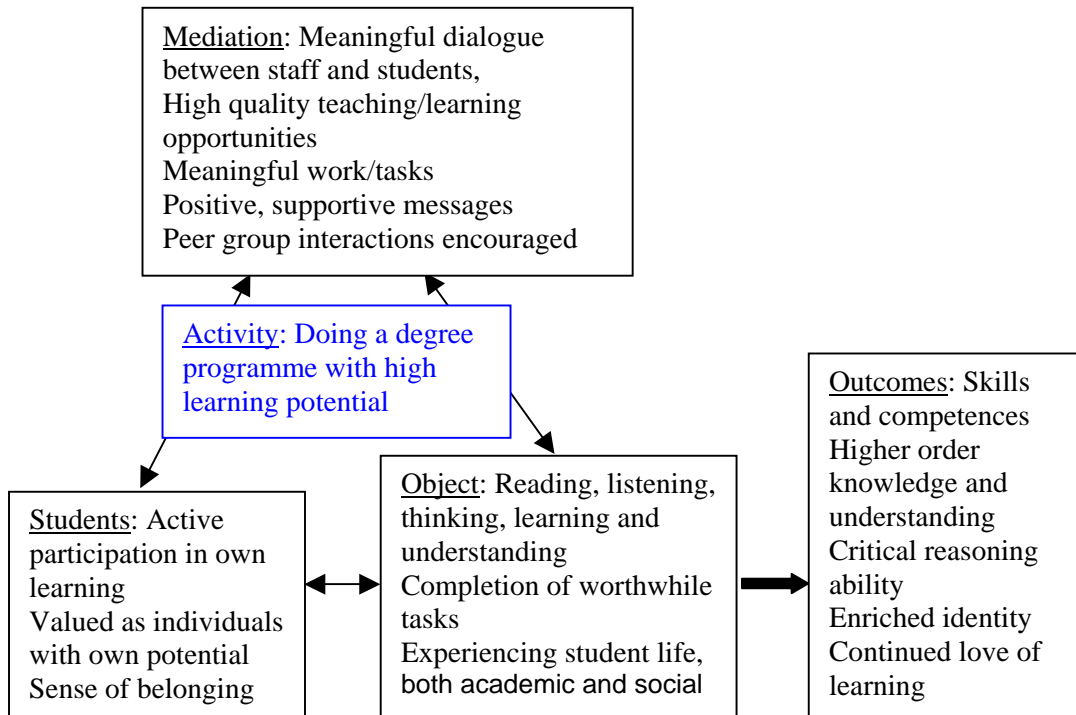 Mediation: Meaningful dialogue
between staff and students,
High quality teaching/learning
opportunities
Meaningful work/tasks
Positive, supportive messages
Peer group interactions encouraged
Activity: Doing a degree
programme with high
learning potential
Students: Active
participation in own
learning
Valued as individuals
with own potential
Sense of belonging
Object: Reading, listening,
thinking, learning and
understanding
Completion of worthwhile
tasks
Experiencing student life,
both academic and social
Outcomes: Skills
and competences
Higher order
knowledge and
understanding
Critical reasoning
ability
Enriched identity
Continued love of
learning